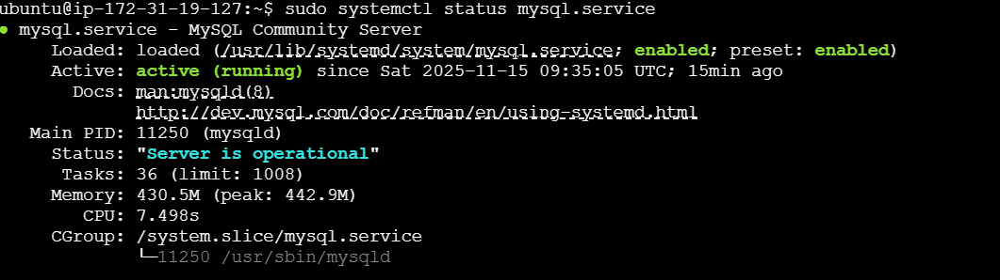 ubuntu@ip-172-31-19-127:~$ sudo systemctl status mysql.service
● mysql.service - MySQL Community Server
Loaded: loaded (/usr/lib/systemd/system/mysql.service; enabled; preset: enabled)
Active: active (running) since Sat 2025-11-15 09:35:05 UTC; 15min ago
Docs: man:mysqld(8)
http://dev.mysql.com/doc/refman/en/using-systemd.html
Main PID: 11250 (mysqld)
Status: "Server is operational"
Tasks: 36 (limit: 1008)
Memory: 430.5M (peak: 442.9M)
CPU: 7.498s
CGroup: /system.slice/mysql.service
└─11250 /usr/sbin/mysqld